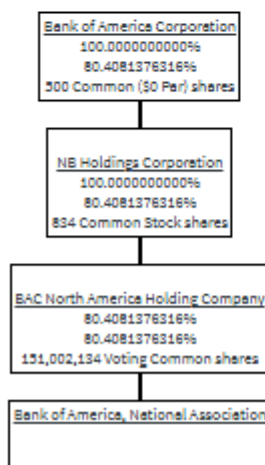 Bank of America Corporation
100.0000000000%
80.4081376316%
500 Common ($0 Par) shares
NB Holdings Corporation
100.0000000000%
80.4081376316%
834 Common Stock shares
BAC North America Holding Company
80.4081376316%
80.4081376316%
151,002,134 Voting Common shares
Bank of America, National Association